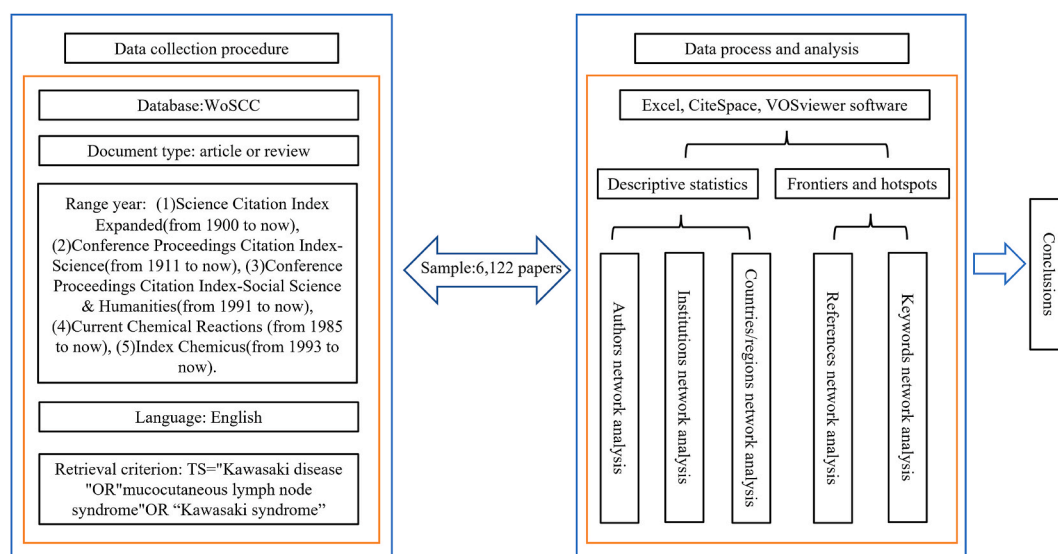 Data collection procedure
Database:WoSCC
Document type: article or review
Range year: (1)Science Citation Index
Expanded(from 1900 to now),
(2)Conference Proceedings Citation Index-
Science(from 1911 to now), (3)Conference
Proceedings Citation Index-Social Science
& Humanities(from 1991 to now),
(4)Current Chemical Reactions (from 1985
to now), (5)Index Chemicus(from 1993 to
now).
Language: English
Retrieval criterion: TS="Kawasaki disease
"OR"mucocutaneous lymph node
syndrome"OR “Kawasaki syndrome”
Sample:6,122 papers
Data process and analysis
Excel, CiteSpace, VOSviewer software
Descriptive statistics
Frontiers and hotspots
Authors network analysis
Institutions network analysis
Countries/regions network analysis
References network analysis
Keywords network analysis
Conclusions